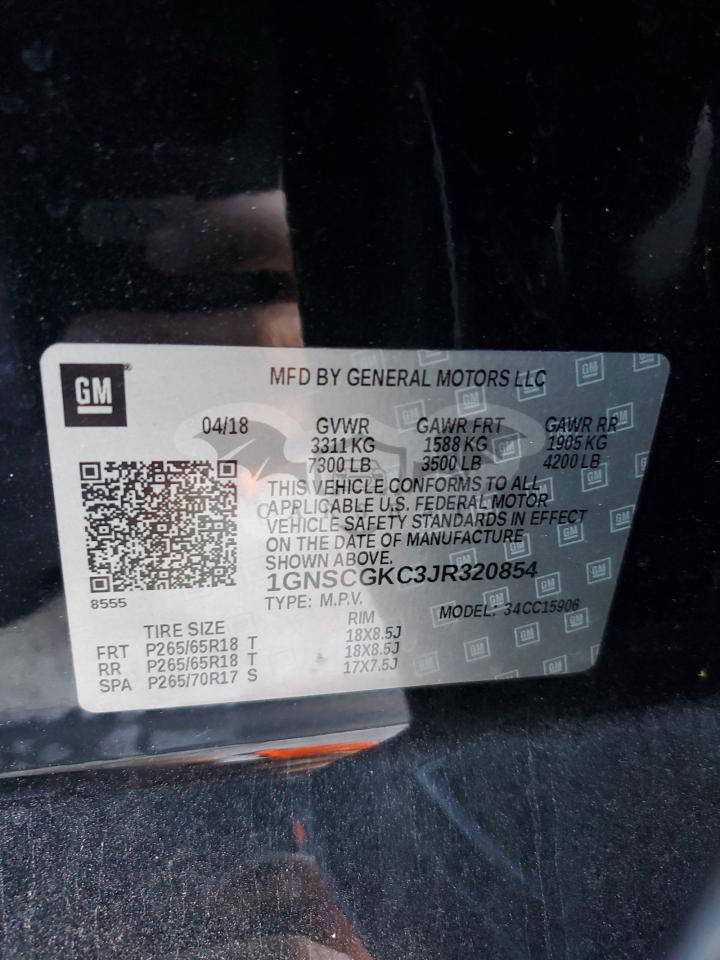 GM®
MFD BY GENERAL MOTORS LLC
04/18 GVWR GAWR FRT GAWR RR
3311 KG 1588 KG 1905 KG
7300 LB 3500 LB 4200 LB
THIS VEHICLE CONFORMS TO ALL
APPLICABLE U.S. FEDERAL MOTOR
VEHICLE SAFETY STANDARDS IN EFFECT
ON THE DATE OF MANUFACTURE
SHOWN ABOVE.
1GNSCGKC3JR320854
8555
TYPE: M.P.V. MODEL: 34CC15906
TIRE SIZE RIM
FRT P265/65R18 T 18X8.5J
RR P265/65R18 T 18X8.5J
SPA P265/70R17 S 17X7.5J